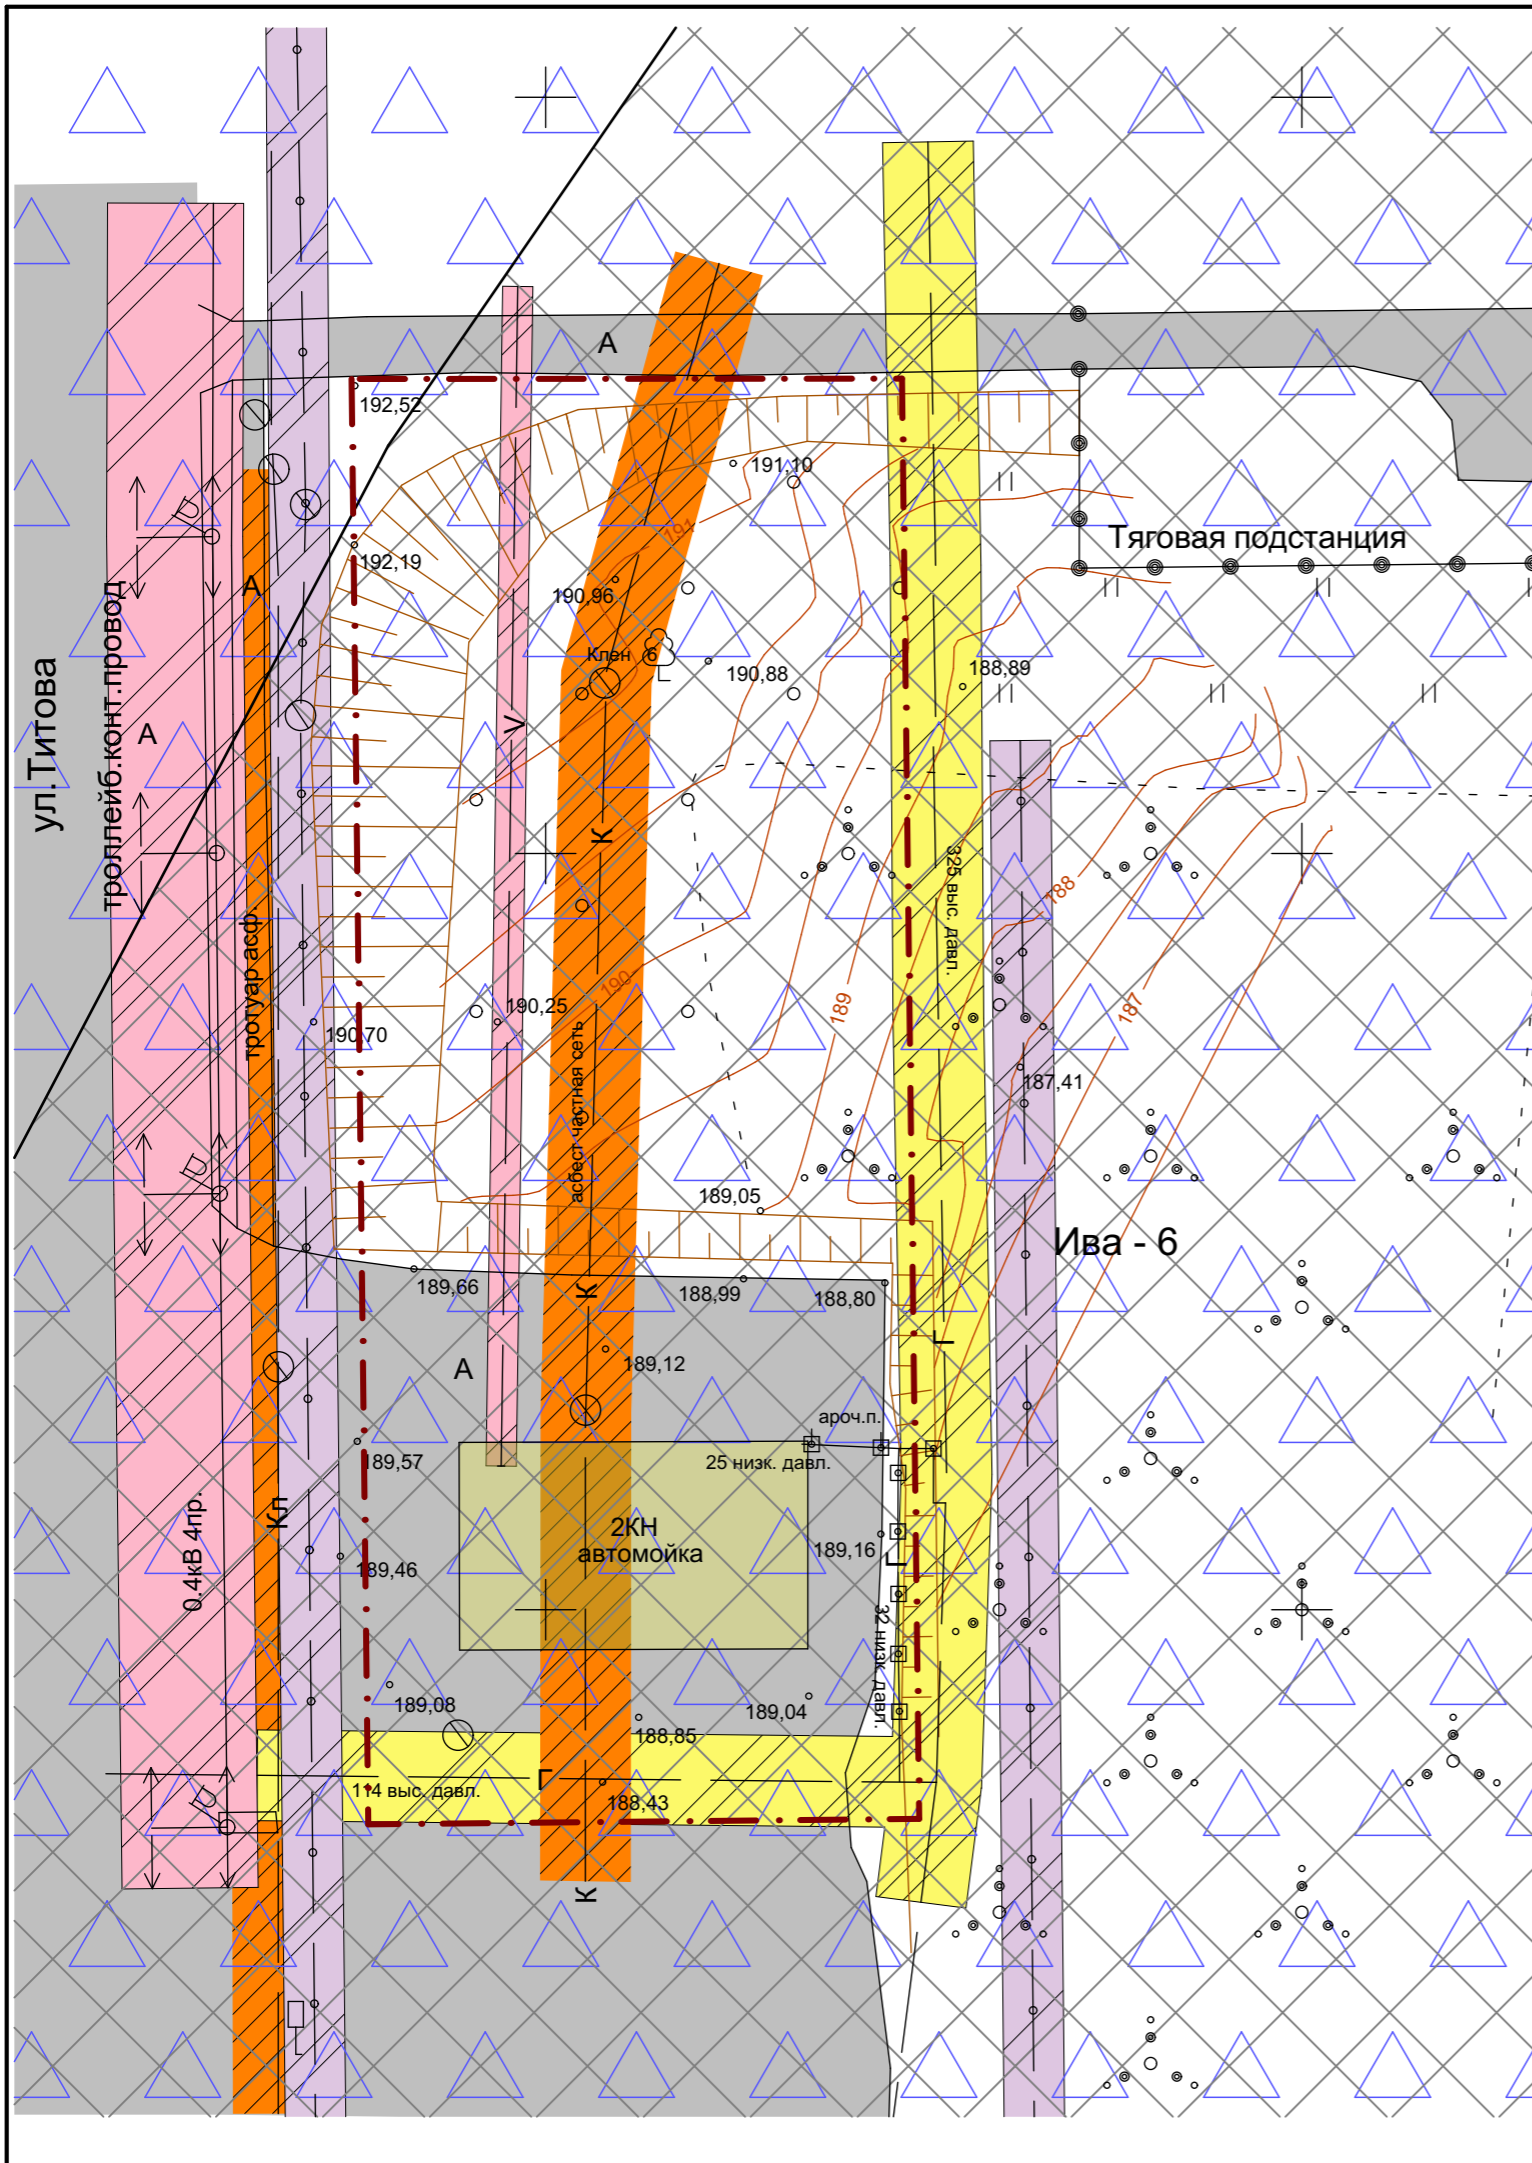 А
192,52
191,10
191
Тяговая подстанция
192,19
А
190,96
Клен 6
190,88
188,89
ул.Титова
троллейб.конт.провод
А
V
К
325 выс. давл.
188
тротуар асф.
190
189
187
190,25
190,70
асбест частная сеть
187,41
189,05
Ива - 6
189,66
188,99
188,80
К
Г
189,12
А
ароч.п.
189,57
25 низк. давл.
0.4кВ 4пр.
Кл
2КН
автомойка
189,16
Г
189,46
32 низк давл.
189,08
189,04
188,85
114 выс. давл.
Г
188,43
К